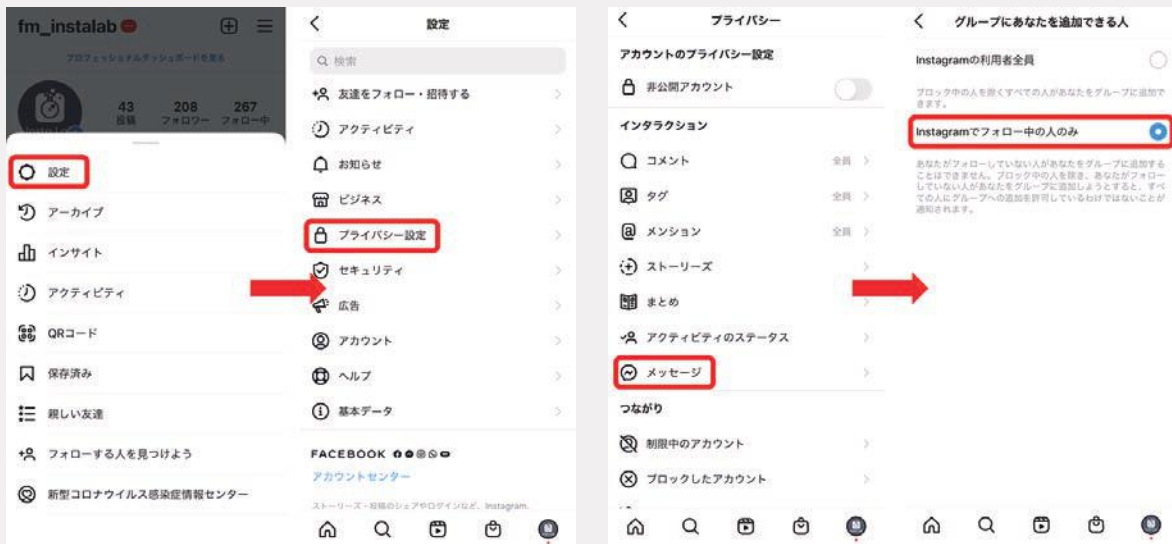 fm_instalab
プロフェッショナルダッシュボードを見る
43
208
267
投稿
フォロワー
フォロー中
設定
アーカイブ
インサイト
アクティビティ
QRコード
保存済み
親しい友達
フォローする人を見つけよう
新型コロナウイルス感染症情報センター
設定
検索
友達をフォロー・招待する
アクティビティ
お知らせ
ビジネス
プライバシー設定
セキュリティ
広告
アカウント
ヘルプ
基本データ
FACEBOOK
アカウントセンター
ストーリーズ・投稿のシェアやログインなど、Instagram、
プライバシー
アカウントのプライバシー設定
非公開アカウント
インタラクション
コメント 全員
タグ 全員
メンション 全員
ストーリーズ
まとめ
アクティビティのステータス
メッセージ
つながり
制限中のアカウント
ブロックしたアカウント
グループにあなたを追加できる人
Instagramの利用者全員
ブロック中の人を除くすべての人があなたをグループに追加で
きます。
Instagramでフォロー中の人のみ
あなたがフォローしていない人があなたをグループに追加する
ことはできません。ブロック中の人を除き、あなたがフォロー
していない人があなたをグループに追加しようとすると、すべ
ての人にグループへの追加を許可しているわけではないことが
通知されます。